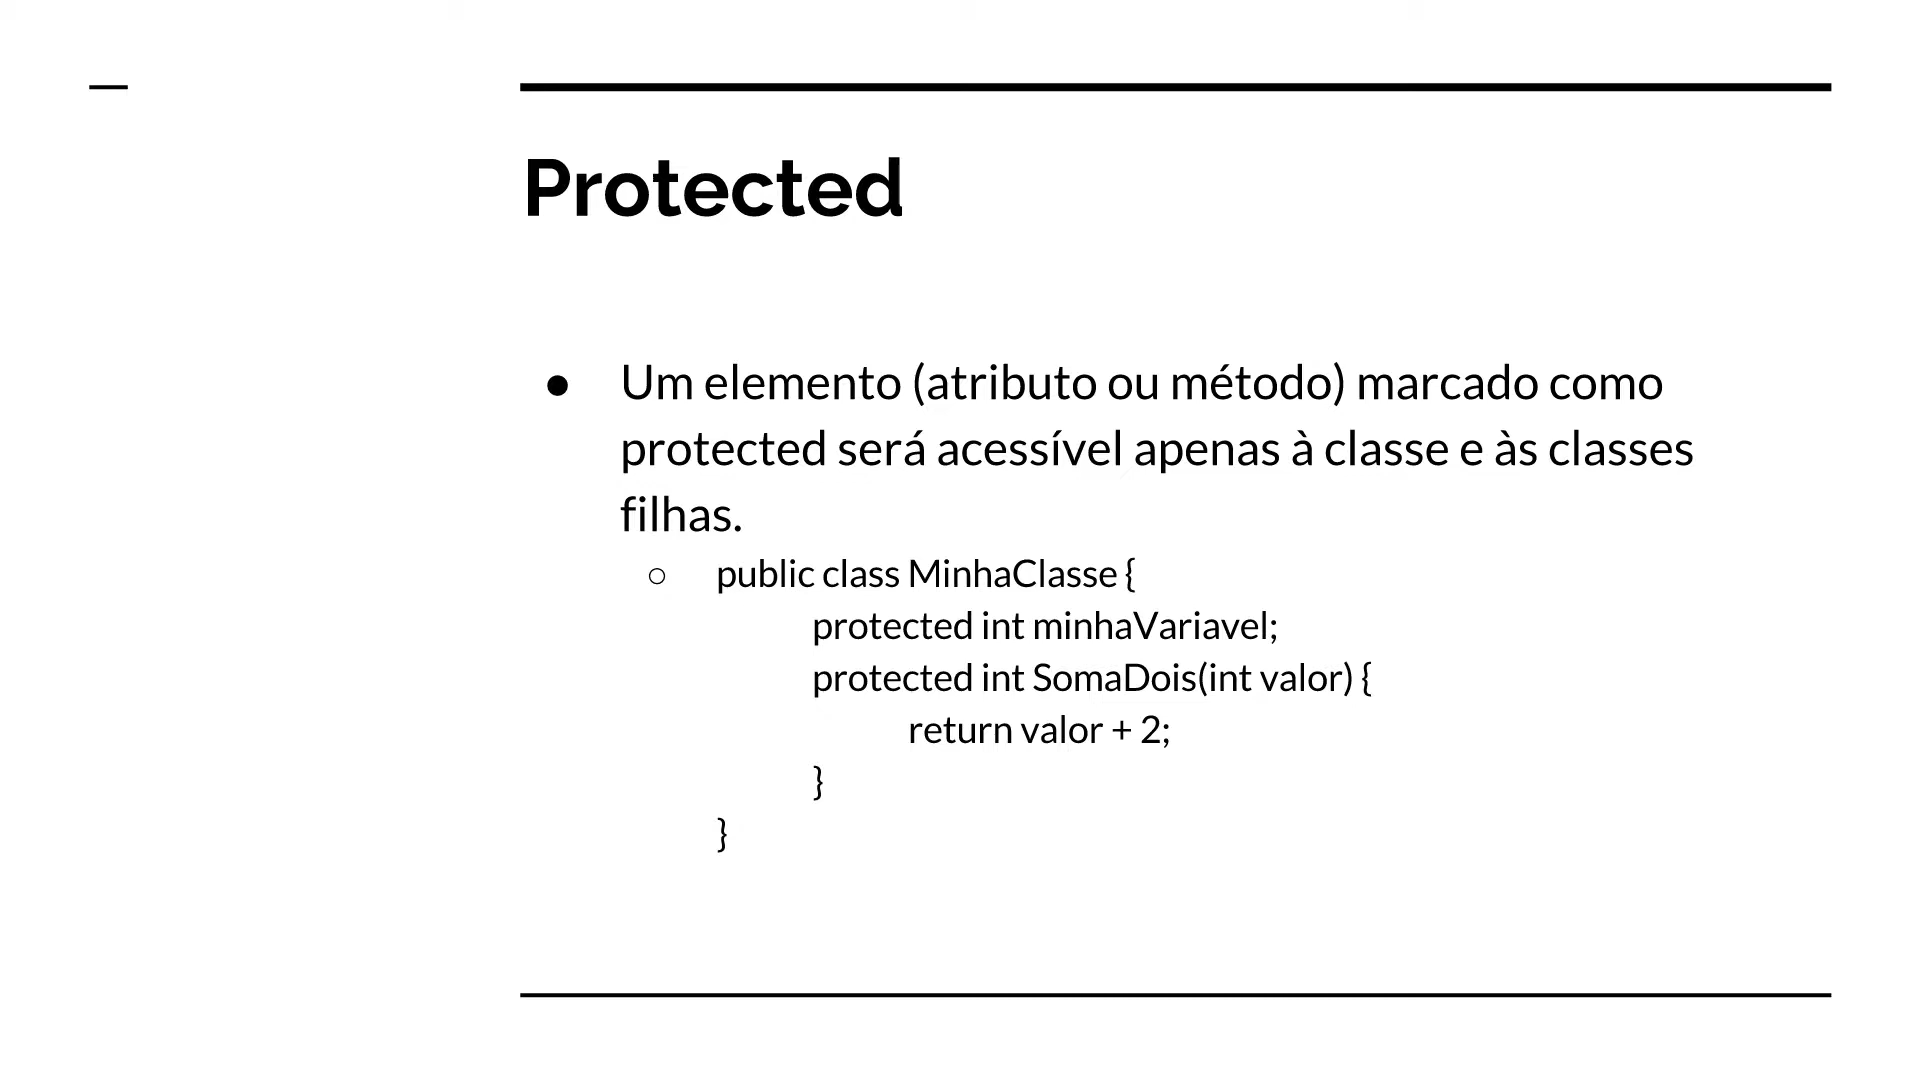 Protected
● Um elemento (atributo ou método) marcado como
protected será acessível apenas à classe e às classes
filhas.
○ public class MinhaClasse {
protected int minhaVariavel;
protected int SomaDois(int valor) {
return valor + 2;
}
}